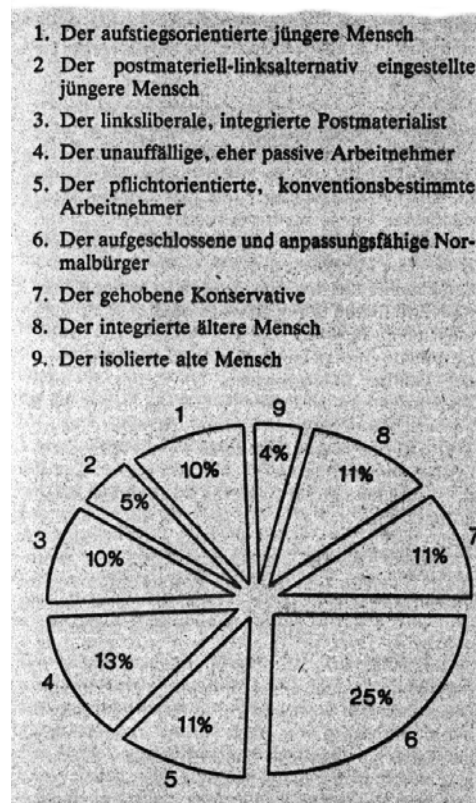 1. Der aufstiegsorientierte jüngere Mensch
2 Der postmateriell-linksalternativ eingestellte
jüngere Mensch
3. Der linksliberale, integrierte Postmaterialist
4. Der unauffällige, eher passive Arbeitnehmer
5. Der pflichtorientierte, konventionsbestimmte
Arbeitnehmer
6. Der aufgeschlossene und anpassungsfähige Nor-
malbürger
7. Der gehobene Konservative
8. Der integrierte ältere Mensch
9. Der isolierte alte Mensch
1
9
8
2
10%
4%
11%
5%
3
7
10%
11%
13%
25%
4
11%
6
5